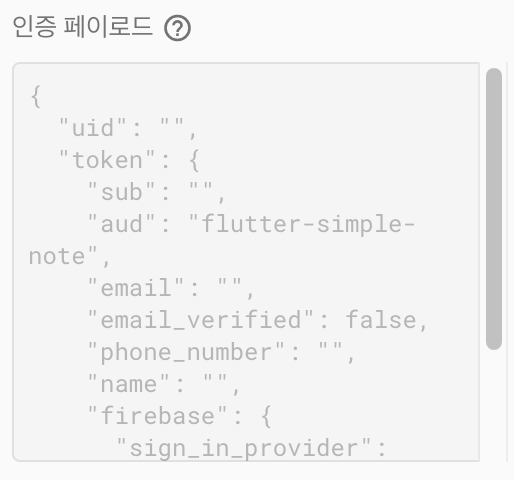 인증 페이로드 ?
{
"uid": "",
"token": {
"sub": "",
"aud": "flutter-simple-
note",
"email": "",
"email_verified": false,
"phone_number": "",
"name": "",
"firebase": {
"sign_in_provider":